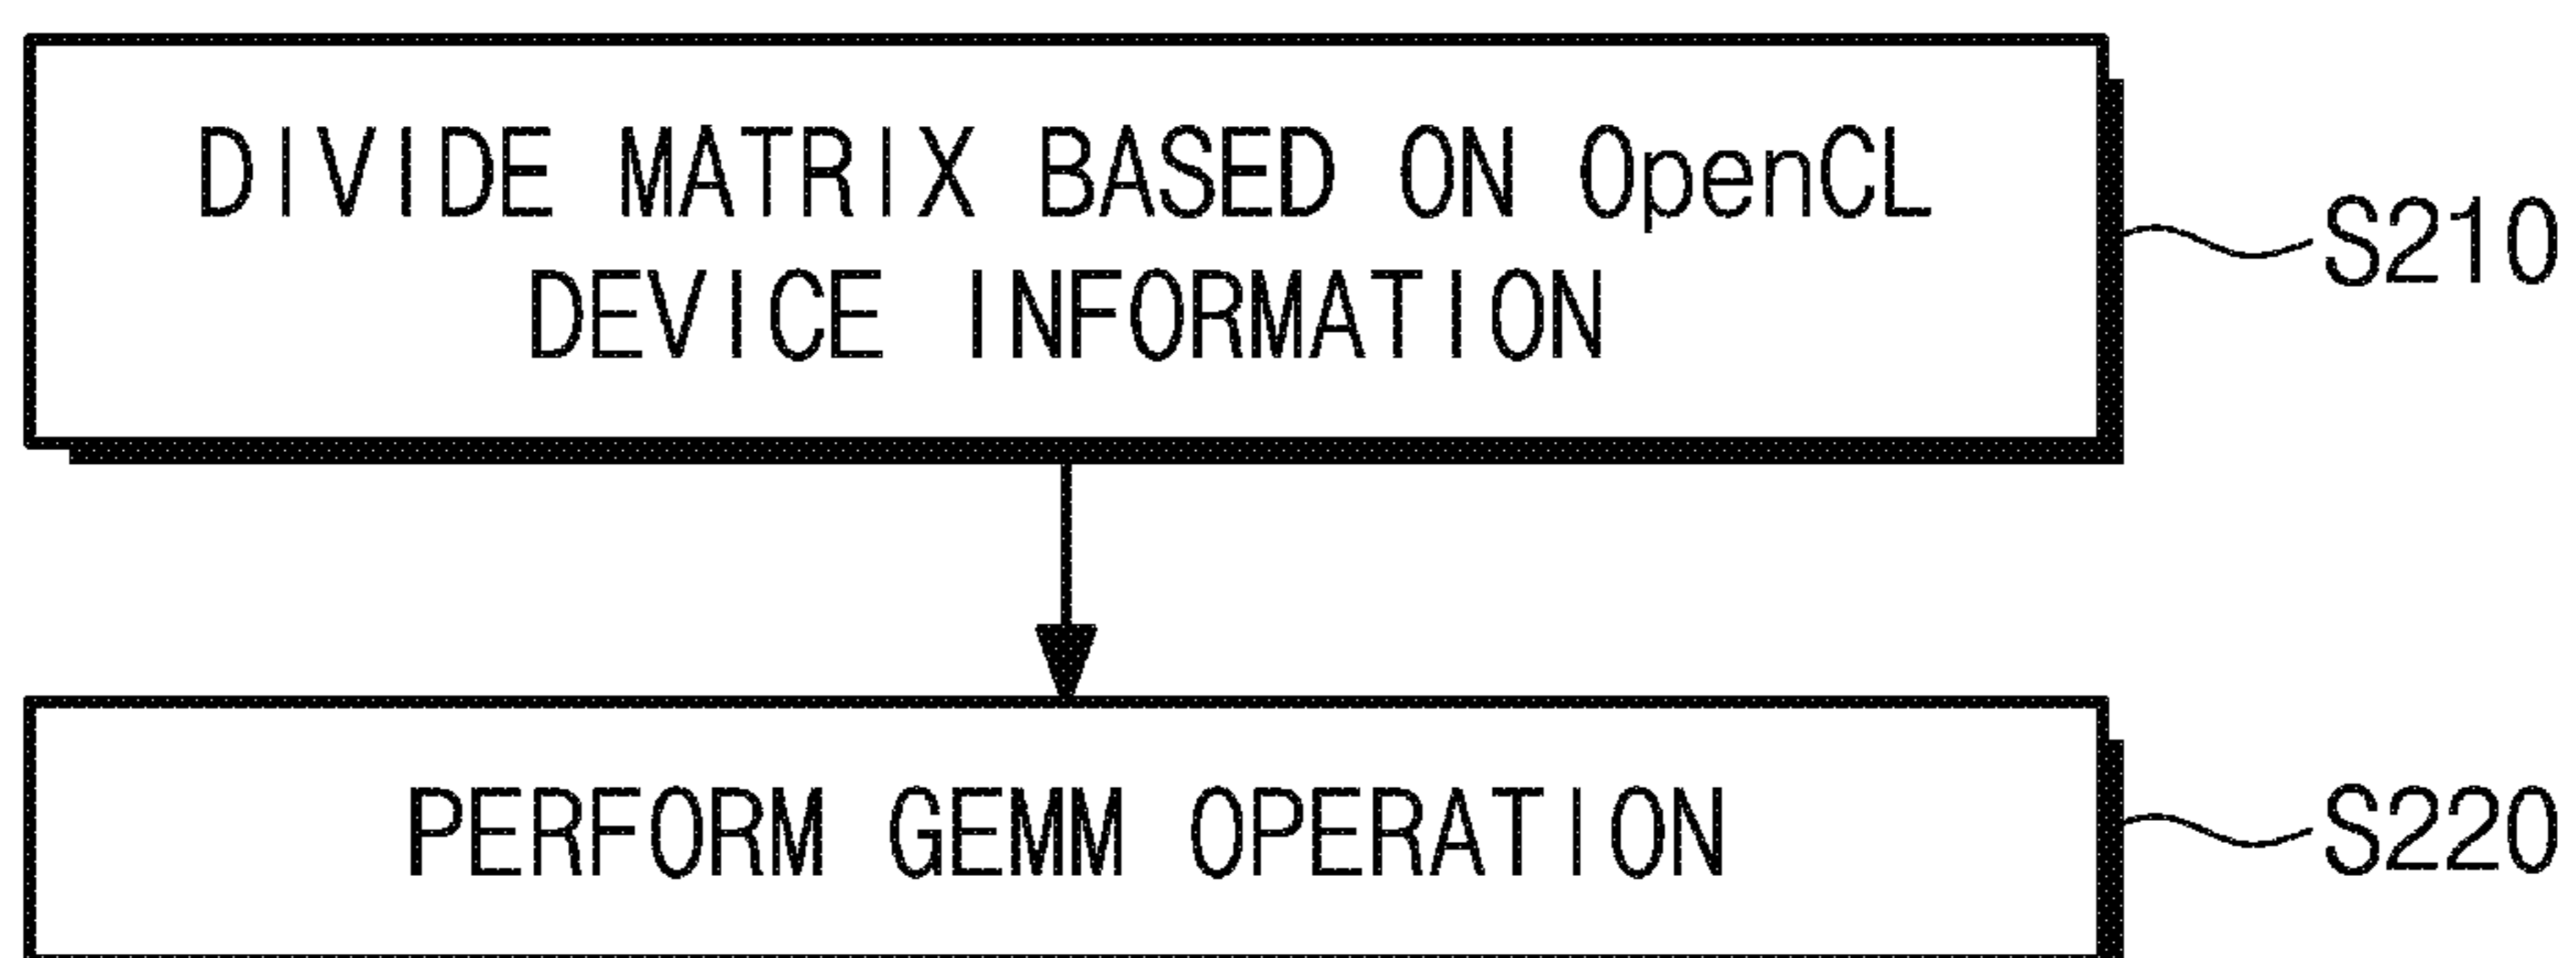 DIVIDE MATRIX BASED ON OpenCL
DEVICE INFORMATION
S210
PERFORM GEMM OPERATION
S220